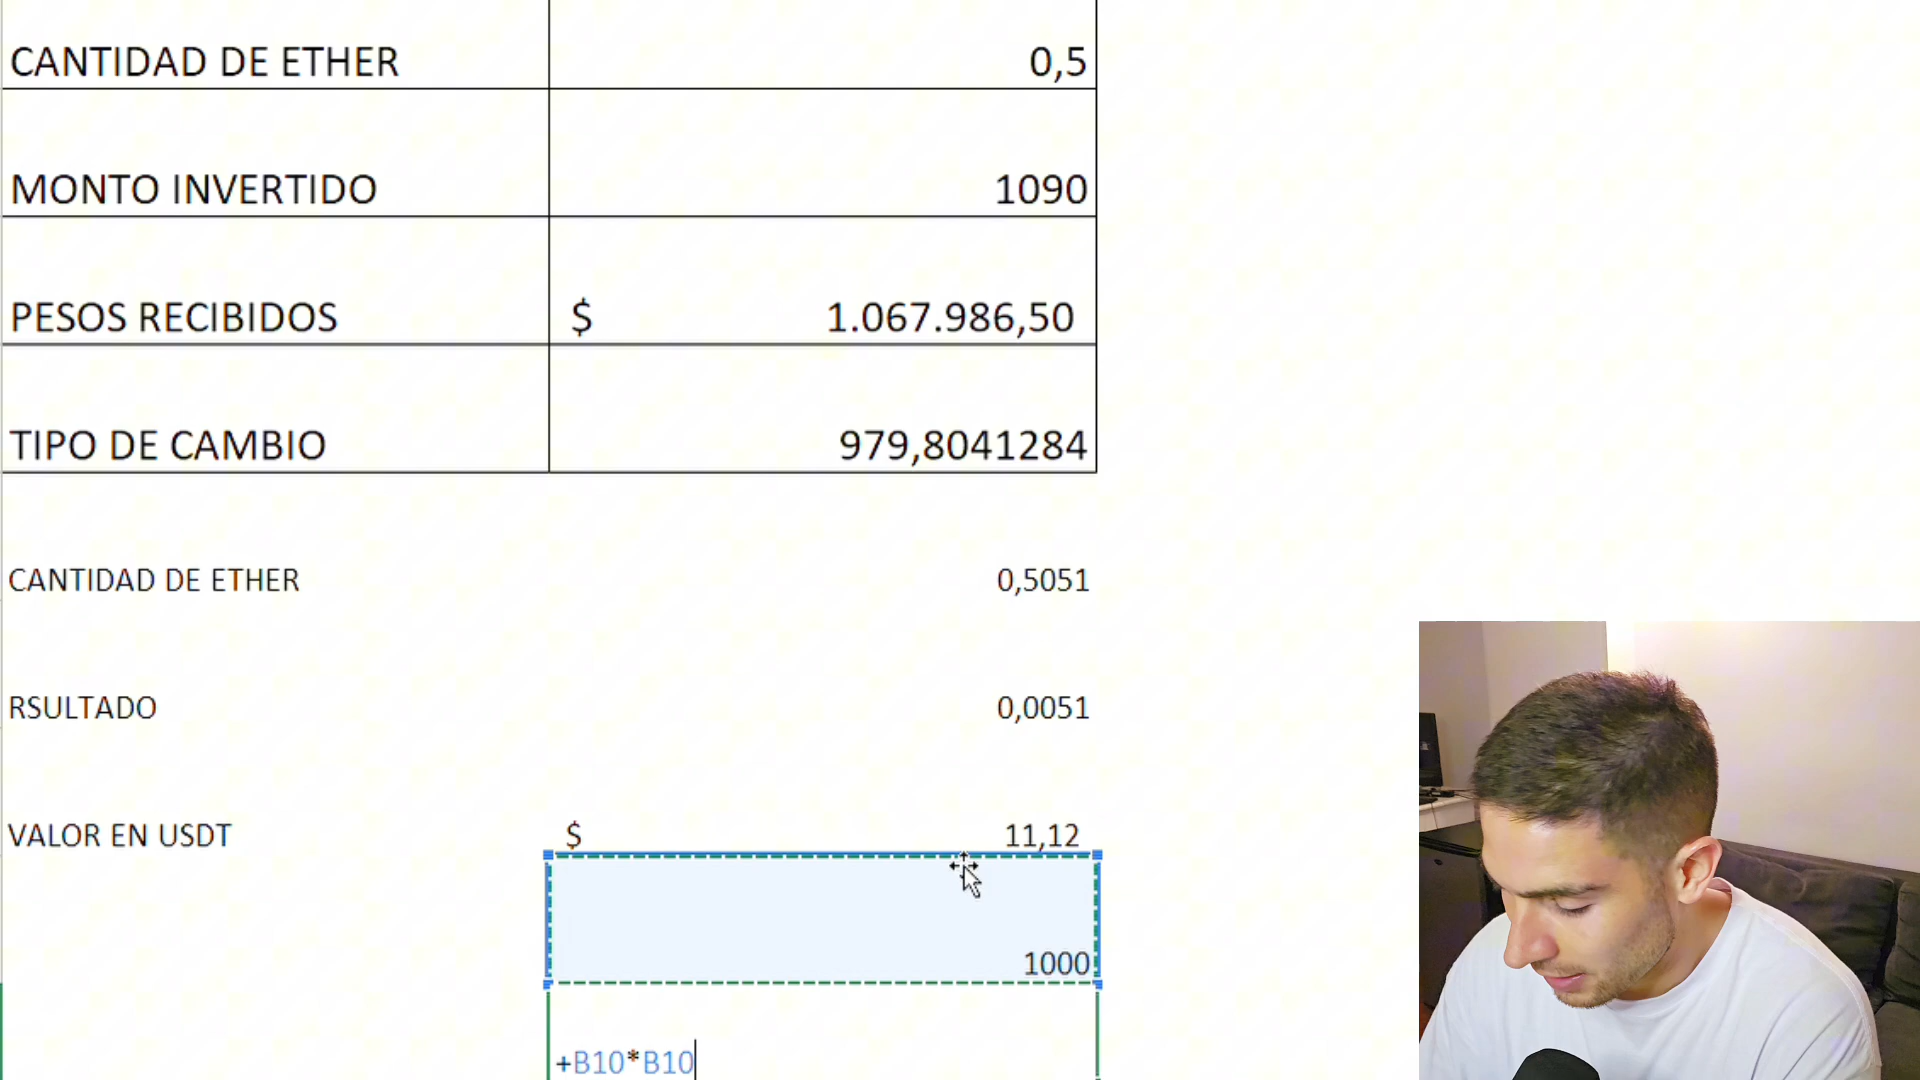 CANTIDAD DE ETHER 0,5
MONTO INVERTIDO 1090
PESOS RECIBIDOS $ 1.067.986,50
TIPO DE CAMBIO 979,8041284
CANTIDAD DE ETHER 0,5051
RSULTADO 0,0051
VALOR EN USDT $ 11,12
1000
+B10*B10